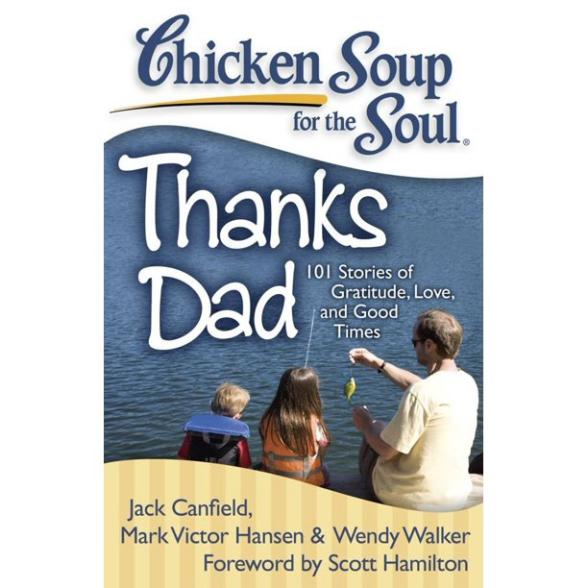 Chicken Soup
for the Soul®
Thanks
Dad
101 Stories of
Gratitude, Love,
and Good
Times
Jack Canfield,
Mark Victor Hansen & Wendy Walker
Foreword by Scott Hamilton